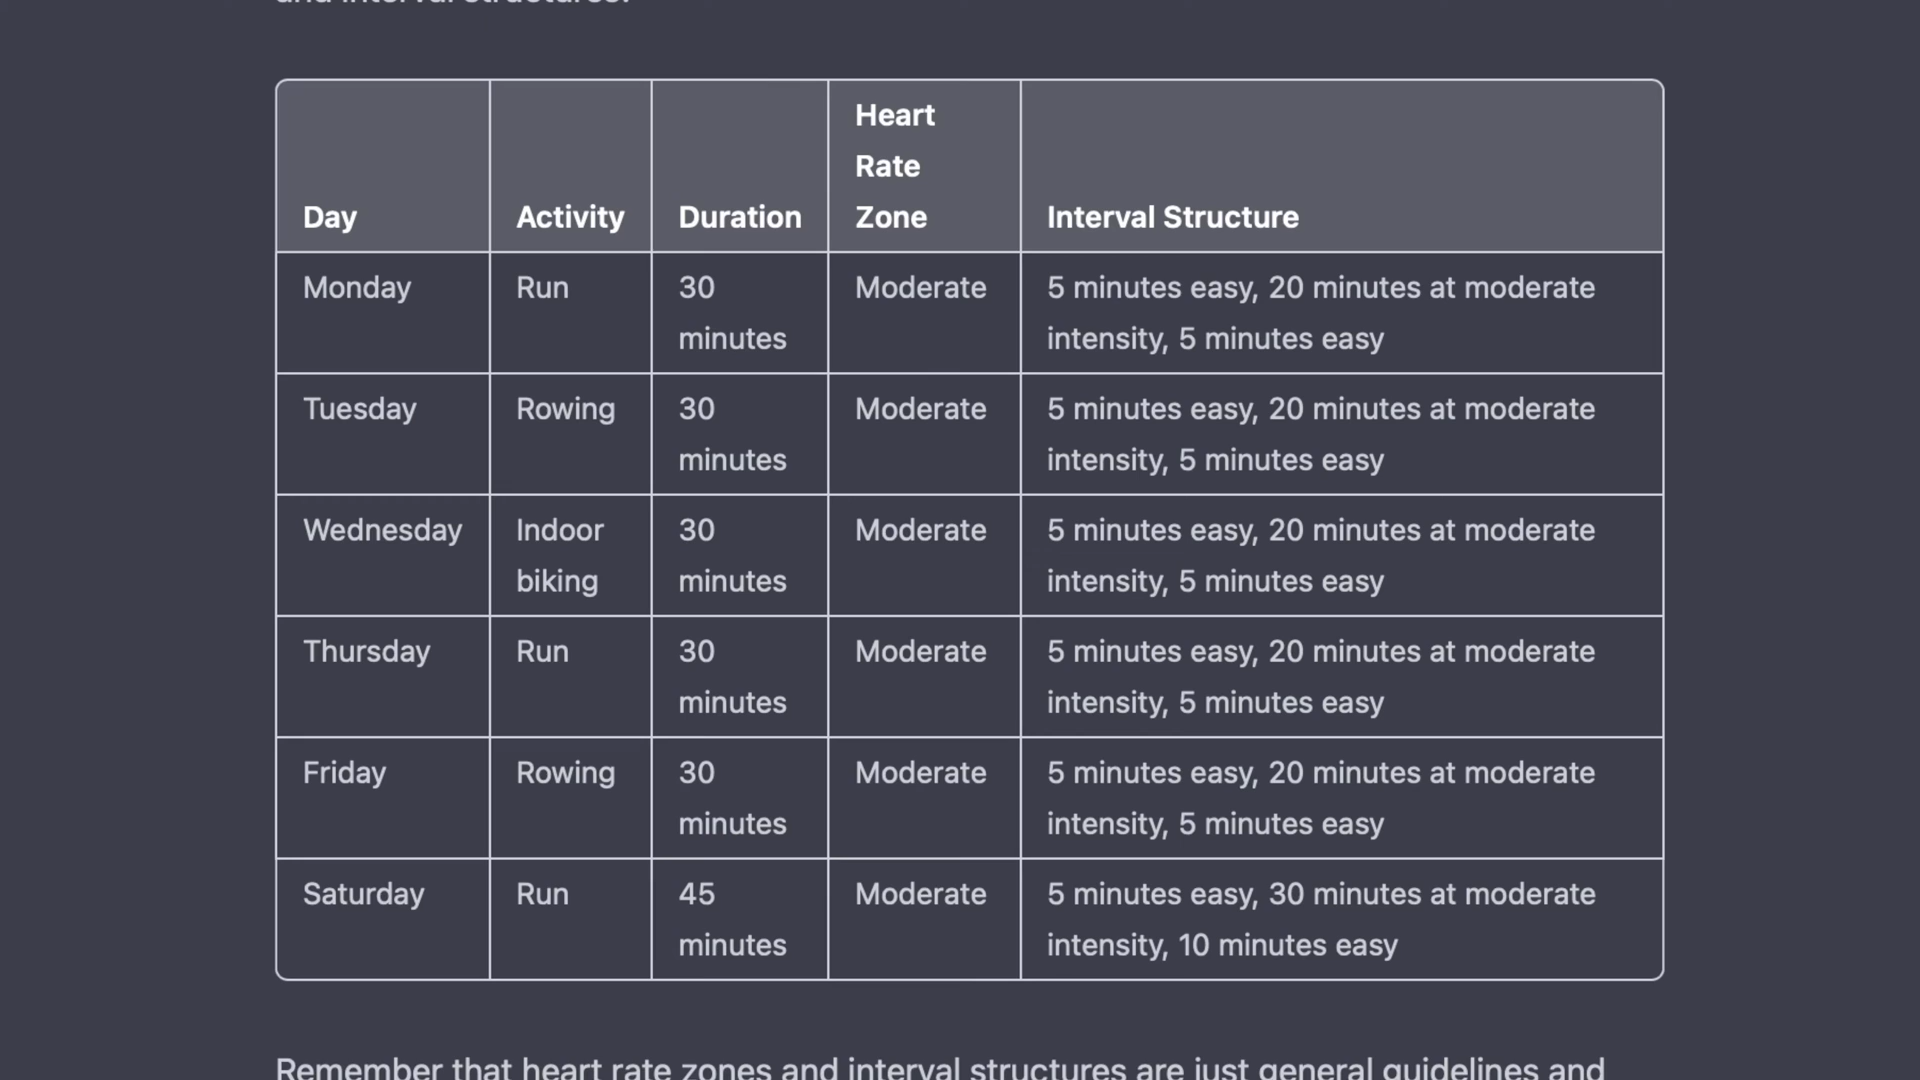 and interval structures.
Day Activity Duration Heart Rate Zone Interval Structure
Monday Run 30 minutes Moderate 5 minutes easy, 20 minutes at moderate intensity, 5 minutes easy
Tuesday Rowing 30 minutes Moderate 5 minutes easy, 20 minutes at moderate intensity, 5 minutes easy
Wednesday Indoor biking 30 minutes Moderate 5 minutes easy, 20 minutes at moderate intensity, 5 minutes easy
Thursday Run 30 minutes Moderate 5 minutes easy, 20 minutes at moderate intensity, 5 minutes easy
Friday Rowing 30 minutes Moderate 5 minutes easy, 20 minutes at moderate intensity, 5 minutes easy
Saturday Run 45 minutes Moderate 5 minutes easy, 30 minutes at moderate intensity, 10 minutes easy
Remember that heart rate zones and interval structures are just general guidelines and